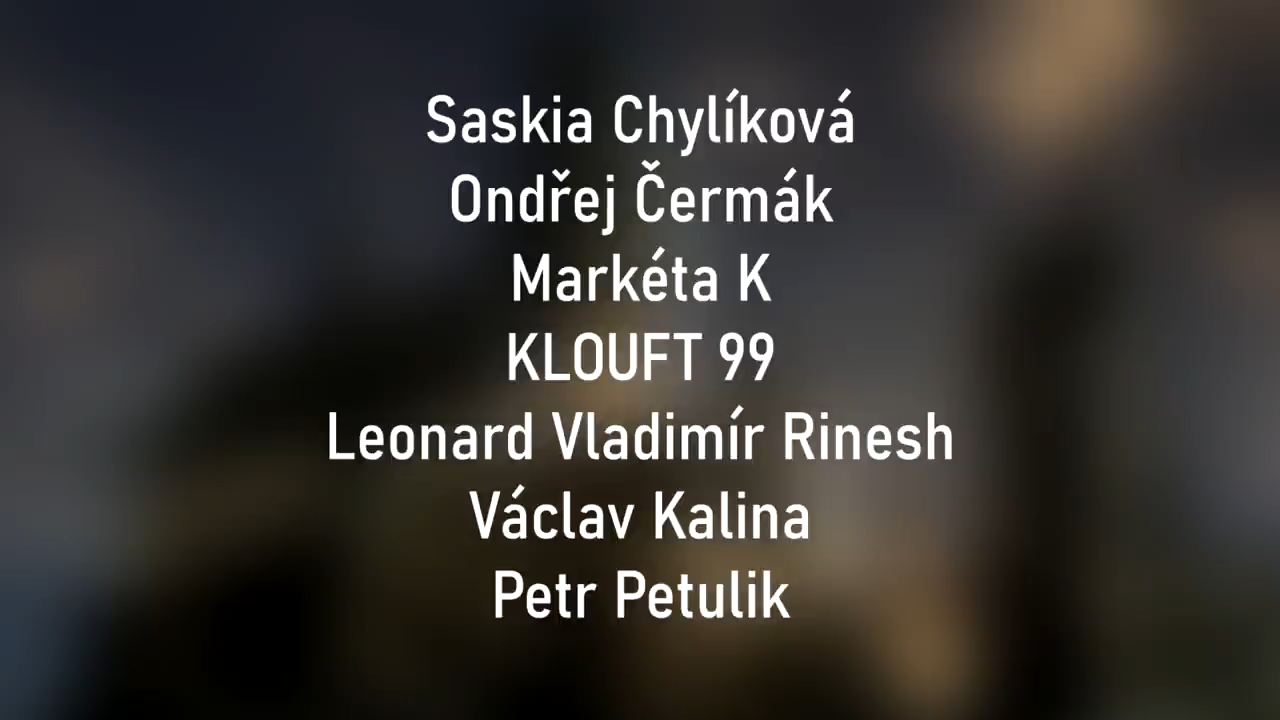 Saskia Chylíková
Ondřej Čermák
Markéta K
KLOUFT 99
Leonard Vladimír Rinesh
Václav Kalina
Petr Petulik